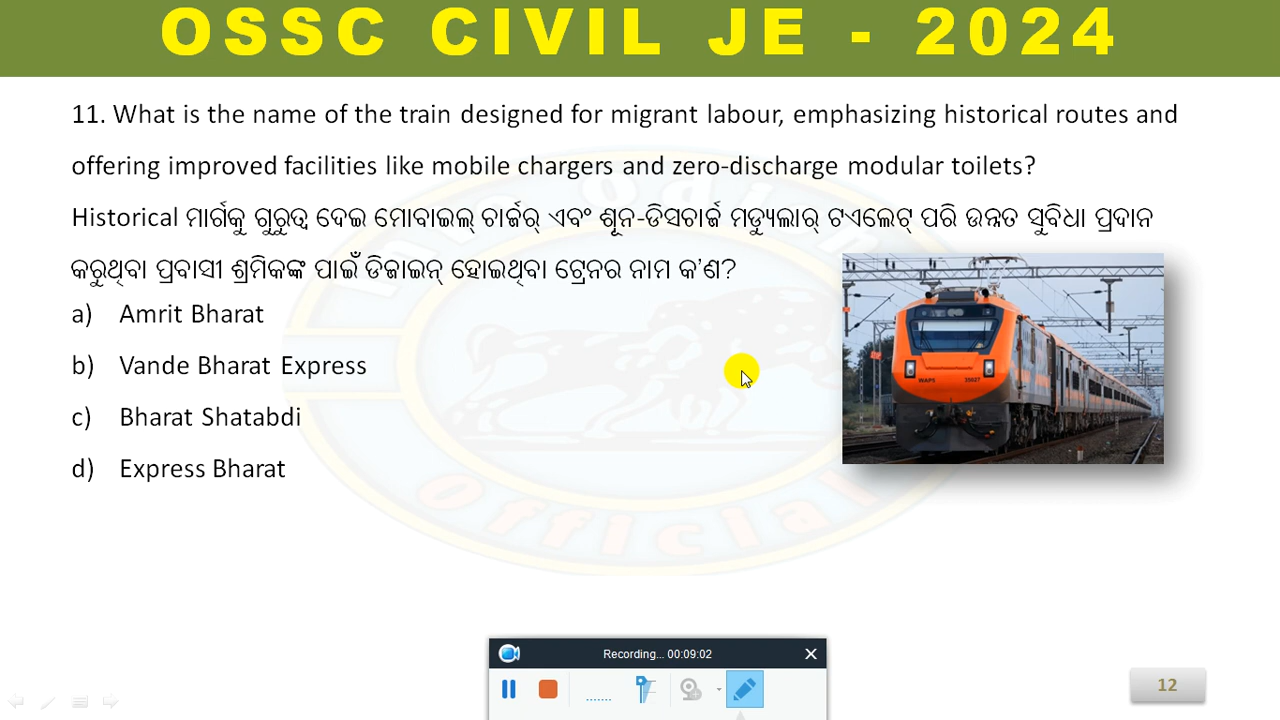 OSSC CIVIL JE - 2024
11. What is the name of the train designed for migrant labour, emphasizing historical routes and
offering improved facilities like mobile chargers and zero-discharge modular toilets?
Historical ମାର୍ଗକୁ ଗୁରୁତ୍ୱ ଦେଇ ମୋବାଇଲ୍ ଚାର୍ଜର୍ ଏବଂ ଶୂନ-ଡିସଚାର୍ଜ ମଡ୍ୟୁଲାର୍ ଟଏଲେଟ୍ ପରି ଉନ୍ନତ ସୁବିଧା ପ୍ରଦାନ
କରୁଥିବା ପ୍ରବାସୀ ଶ୍ରମିକଙ୍କ ପାଇଁ ଡିଜାଇନ୍ ହୋଇଥିବା ଟ୍ରେନର ନାମ କ'ଣ?
a) Amrit Bharat
b) Vande Bharat Express
c) Bharat Shatabdi
d) Express Bharat
WAP5
Official
Recording... 00:09:02
12